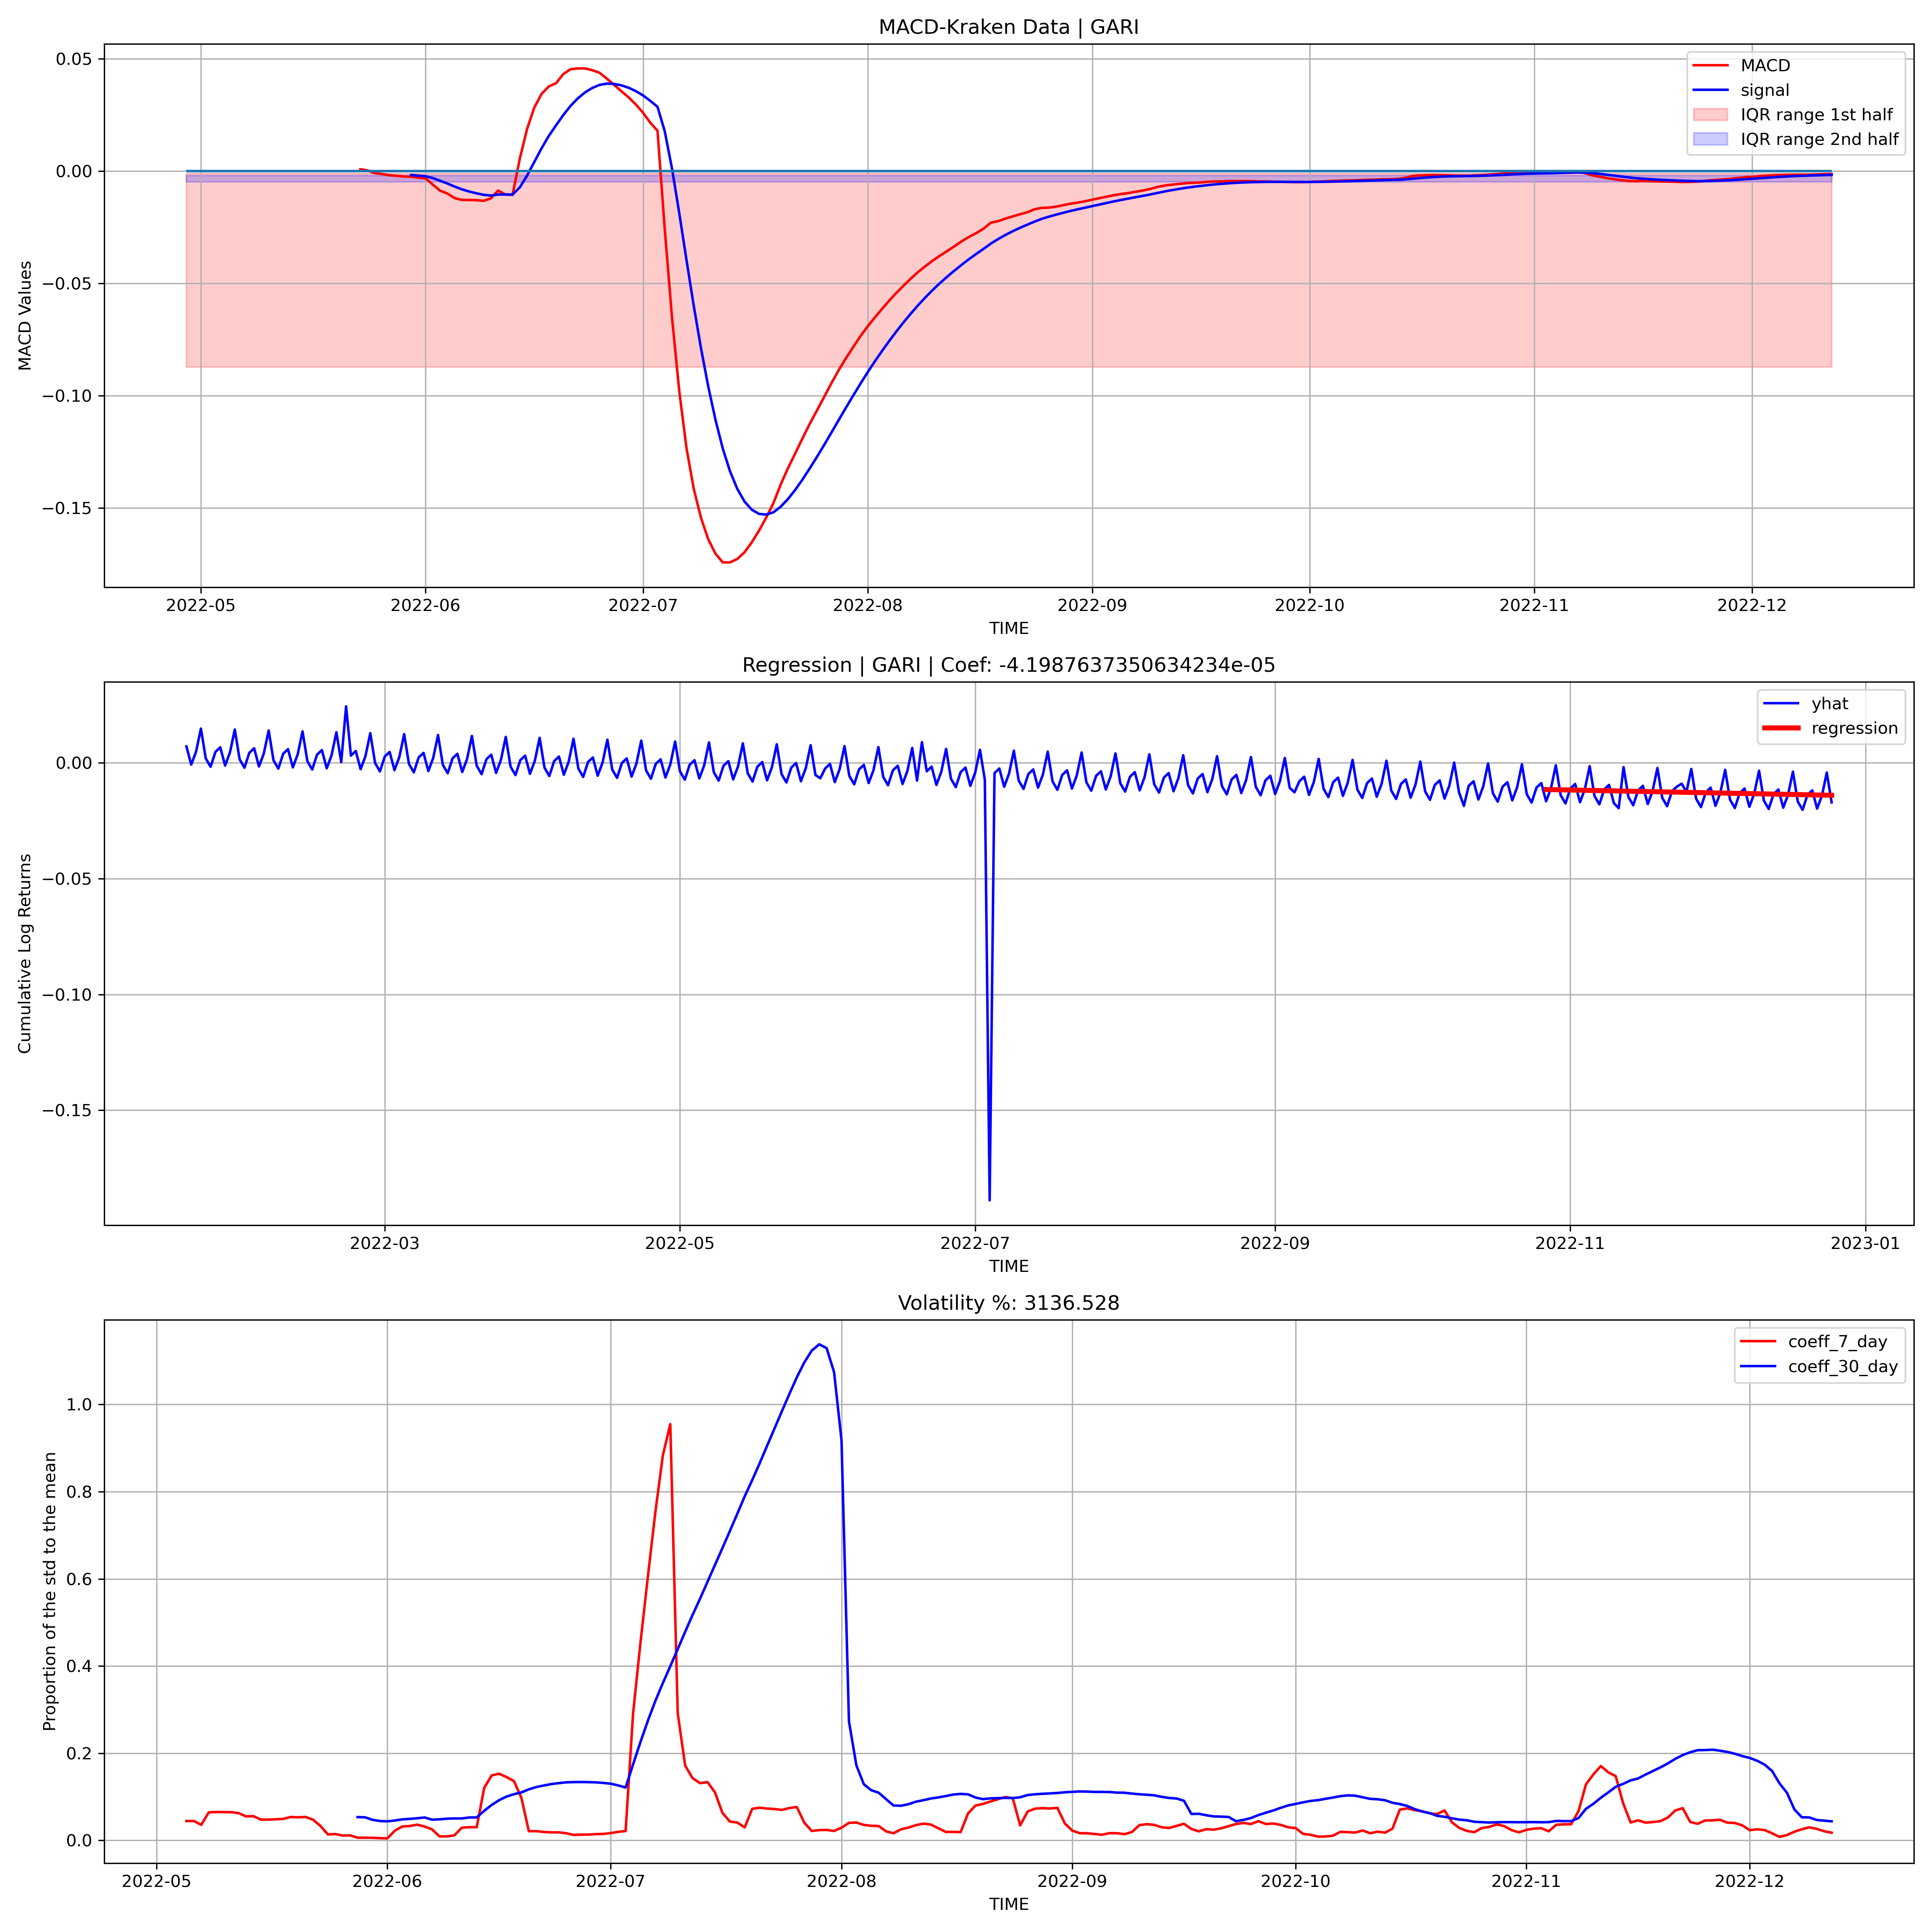 MACD-Kraken Data | GARI
MACD Values
0.05
0.00
−0.05
−0.10
−0.15
MACD
signal
IQR range 1st half
IQR range 2nd half
2022-05 2022-06 2022-07 2022-08 2022-09 2022-10 2022-11 2022-12
TIME
Regression | GARI | Coef: -4.1987637350634234e-05
Cumulative Log Returns
0.00
−0.05
−0.10
−0.15
yhat
regression
2022-03 2022-05 2022-07 2022-09 2022-11 2023-01
TIME
Volatility %: 3136.528
Proportion of the std to the mean
1.0
0.8
0.6
0.4
0.2
0.0
coeff_7_day
coeff_30_day
2022-05 2022-06 2022-07 2022-08 2022-09 2022-10 2022-11 2022-12
TIME